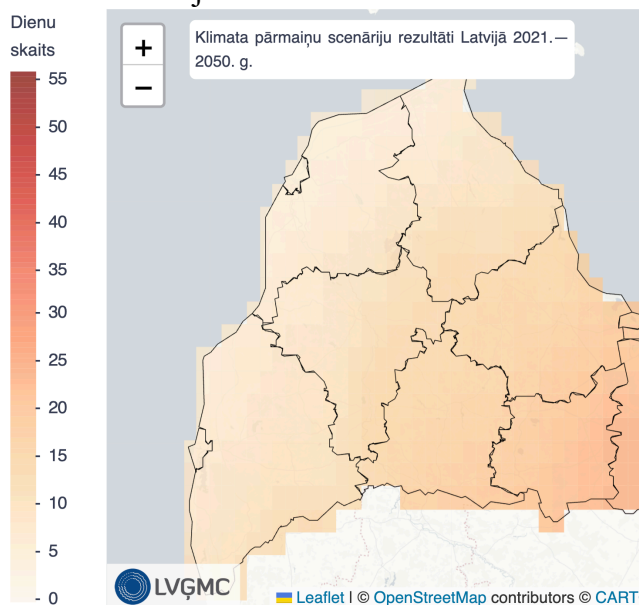 Dienu
skaits
55
50
45
40
35
30
25
20
15
10
5
0
+
−
Klimata pārmaiņu scenāriju rezultāti Latvijā 2021.—
2050. g.
LVĢMC
Leaflet | © OpenStreetMap contributors © CART